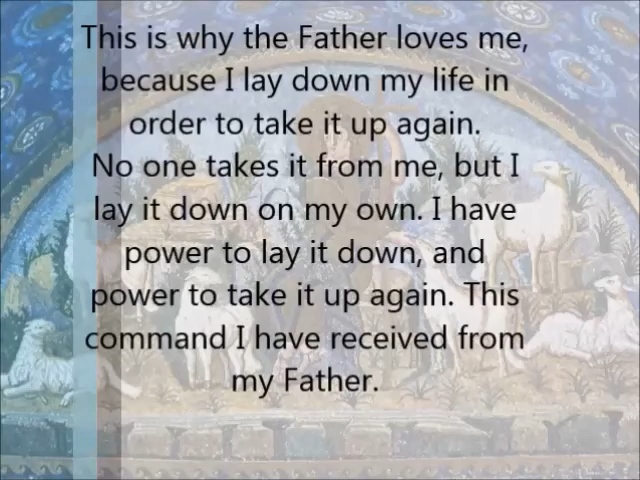 This is why the Father loves me,
because I lay down my life in
order to take it up again.
No one takes it from me, but I
lay it down on my own. I have
power to lay it down, and
power to take it up again. This
command I have received from
my Father.